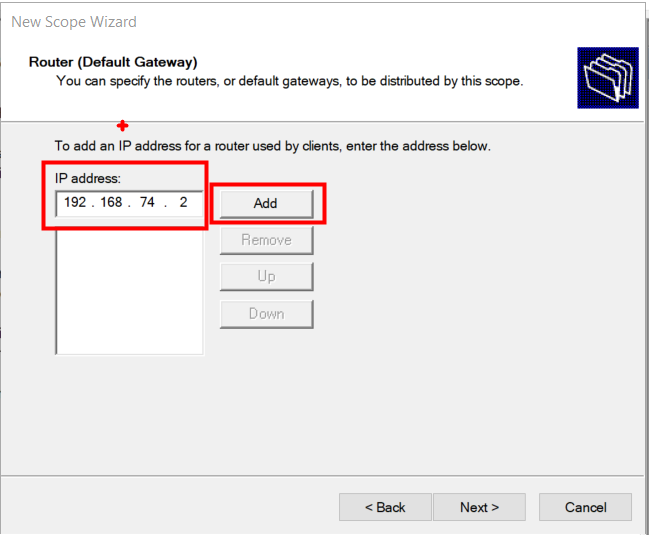 New Scope Wizard
Router (Default Gateway)
You can specify the routers, or default gateways, to be distributed by this scope.
To add an IP address for a router used by clients, enter the address below.
IP address:
192 . 168 . 74 . 2
Add
Remove
Up
Down
< Back
Next >
Cancel